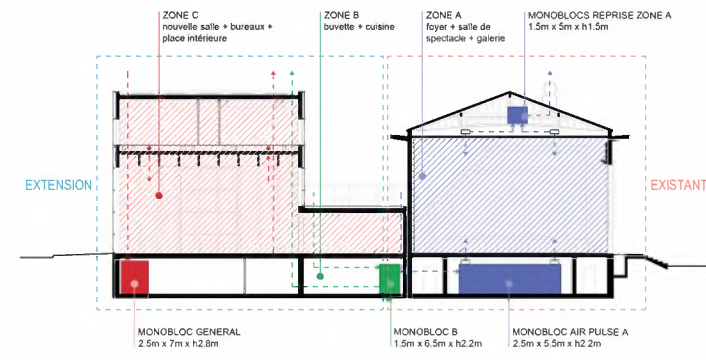 ZONE C
nouvelle salle + bureaux +
place intérieure
ZONE B
buvette + cuisine
ZONE A
foyer + salle de
spectacle + galerie
MONOBLOCS REPRISE ZONE A
1.5m x 5m x h1.5m
EXTENSION
EXISTANT
MONOBLOC GENERAL
2.5m x 7m x h2.8m
MONOBLOC B
1.5m x 6.5m x h2.2m
MONOBLOC AIR PULSE A
2.5m x 5.5m x h2.2m